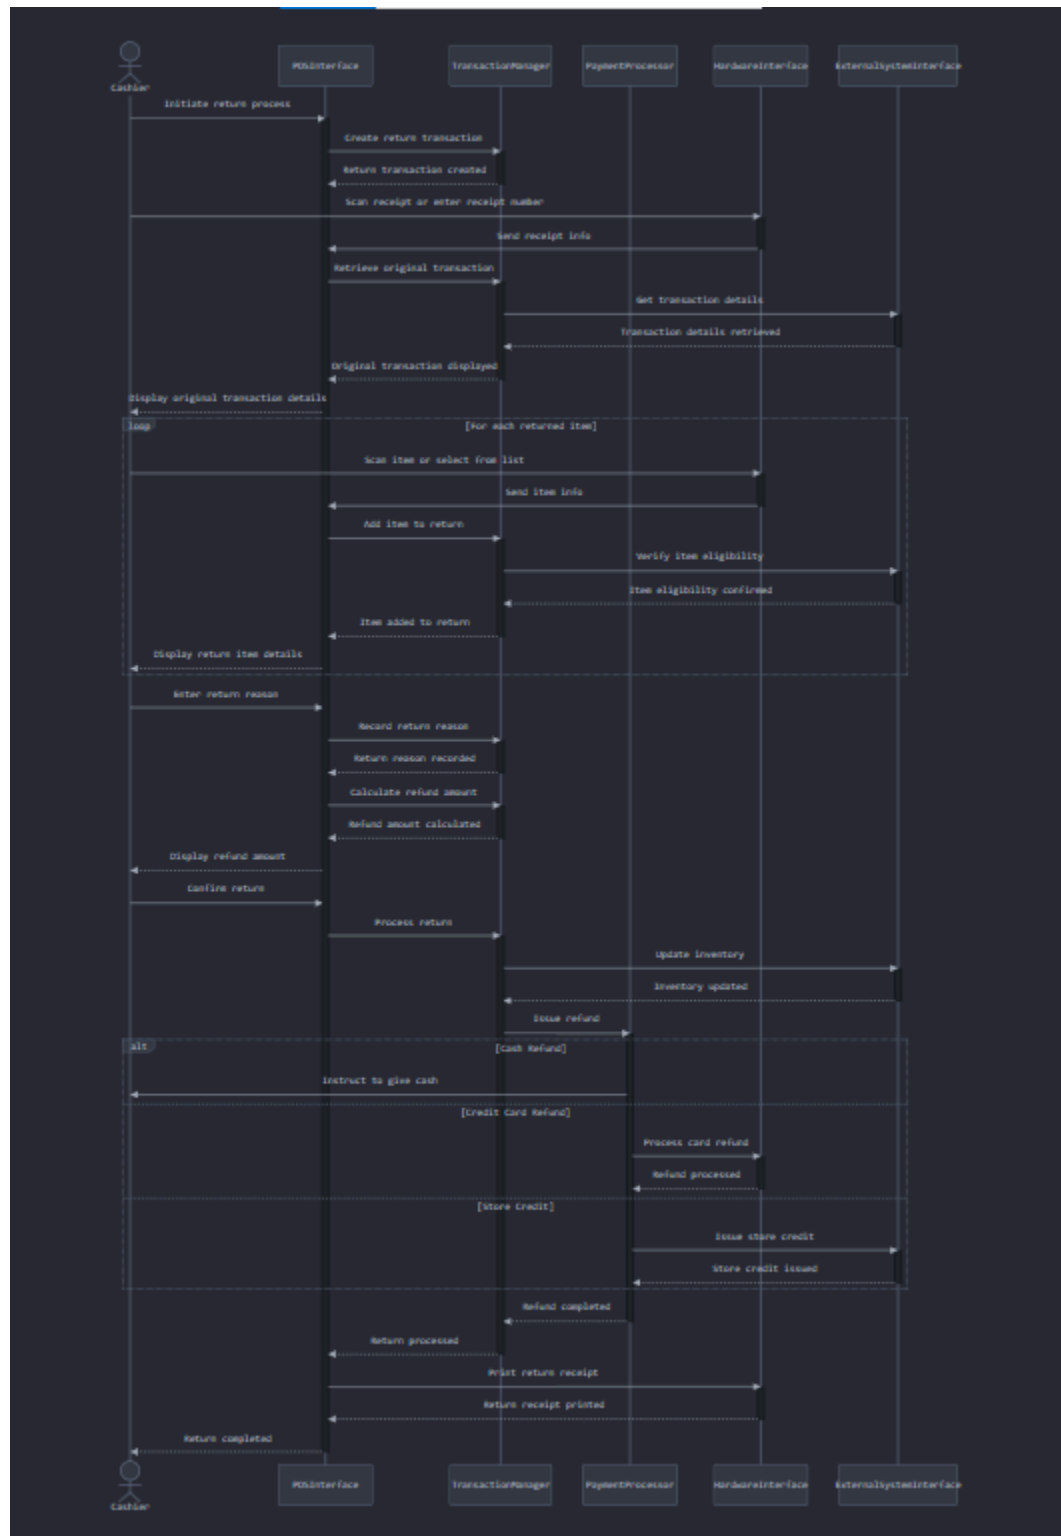 POSInterface TransactionManager PaymentProcessor HardwareInterface ExternalSystemInterface
Cashier
Initiate return process
Create return transaction
Return transaction created
Scan receipt or enter receipt number
Send receipt info
Retrieve original transaction
Get transaction details
Transaction details retrieved
Original transaction displayed
Display original transaction details
loop [For each returned item]
Scan item or select from list
Send item info
Add item to return
Verify item eligibility
Item eligibility confirmed
Item added to return
Display return item details
Enter return reason
Record return reason
Return reason recorded
Calculate refund amount
Refund amount calculated
Display refund amount
Confirm return
Process return
Update inventory
Inventory updated
Issue refund
alt [Cash Refund]
Instruct to give cash
[Credit Card Refund]
Process card refund
Refund processed
[Store Credit]
Issue store credit
Store credit issued
Refund completed
Return processed
Print return receipt
Return receipt printed
Return completed
POSInterface TransactionManager PaymentProcessor HardwareInterface ExternalSystemInterface
Cashier